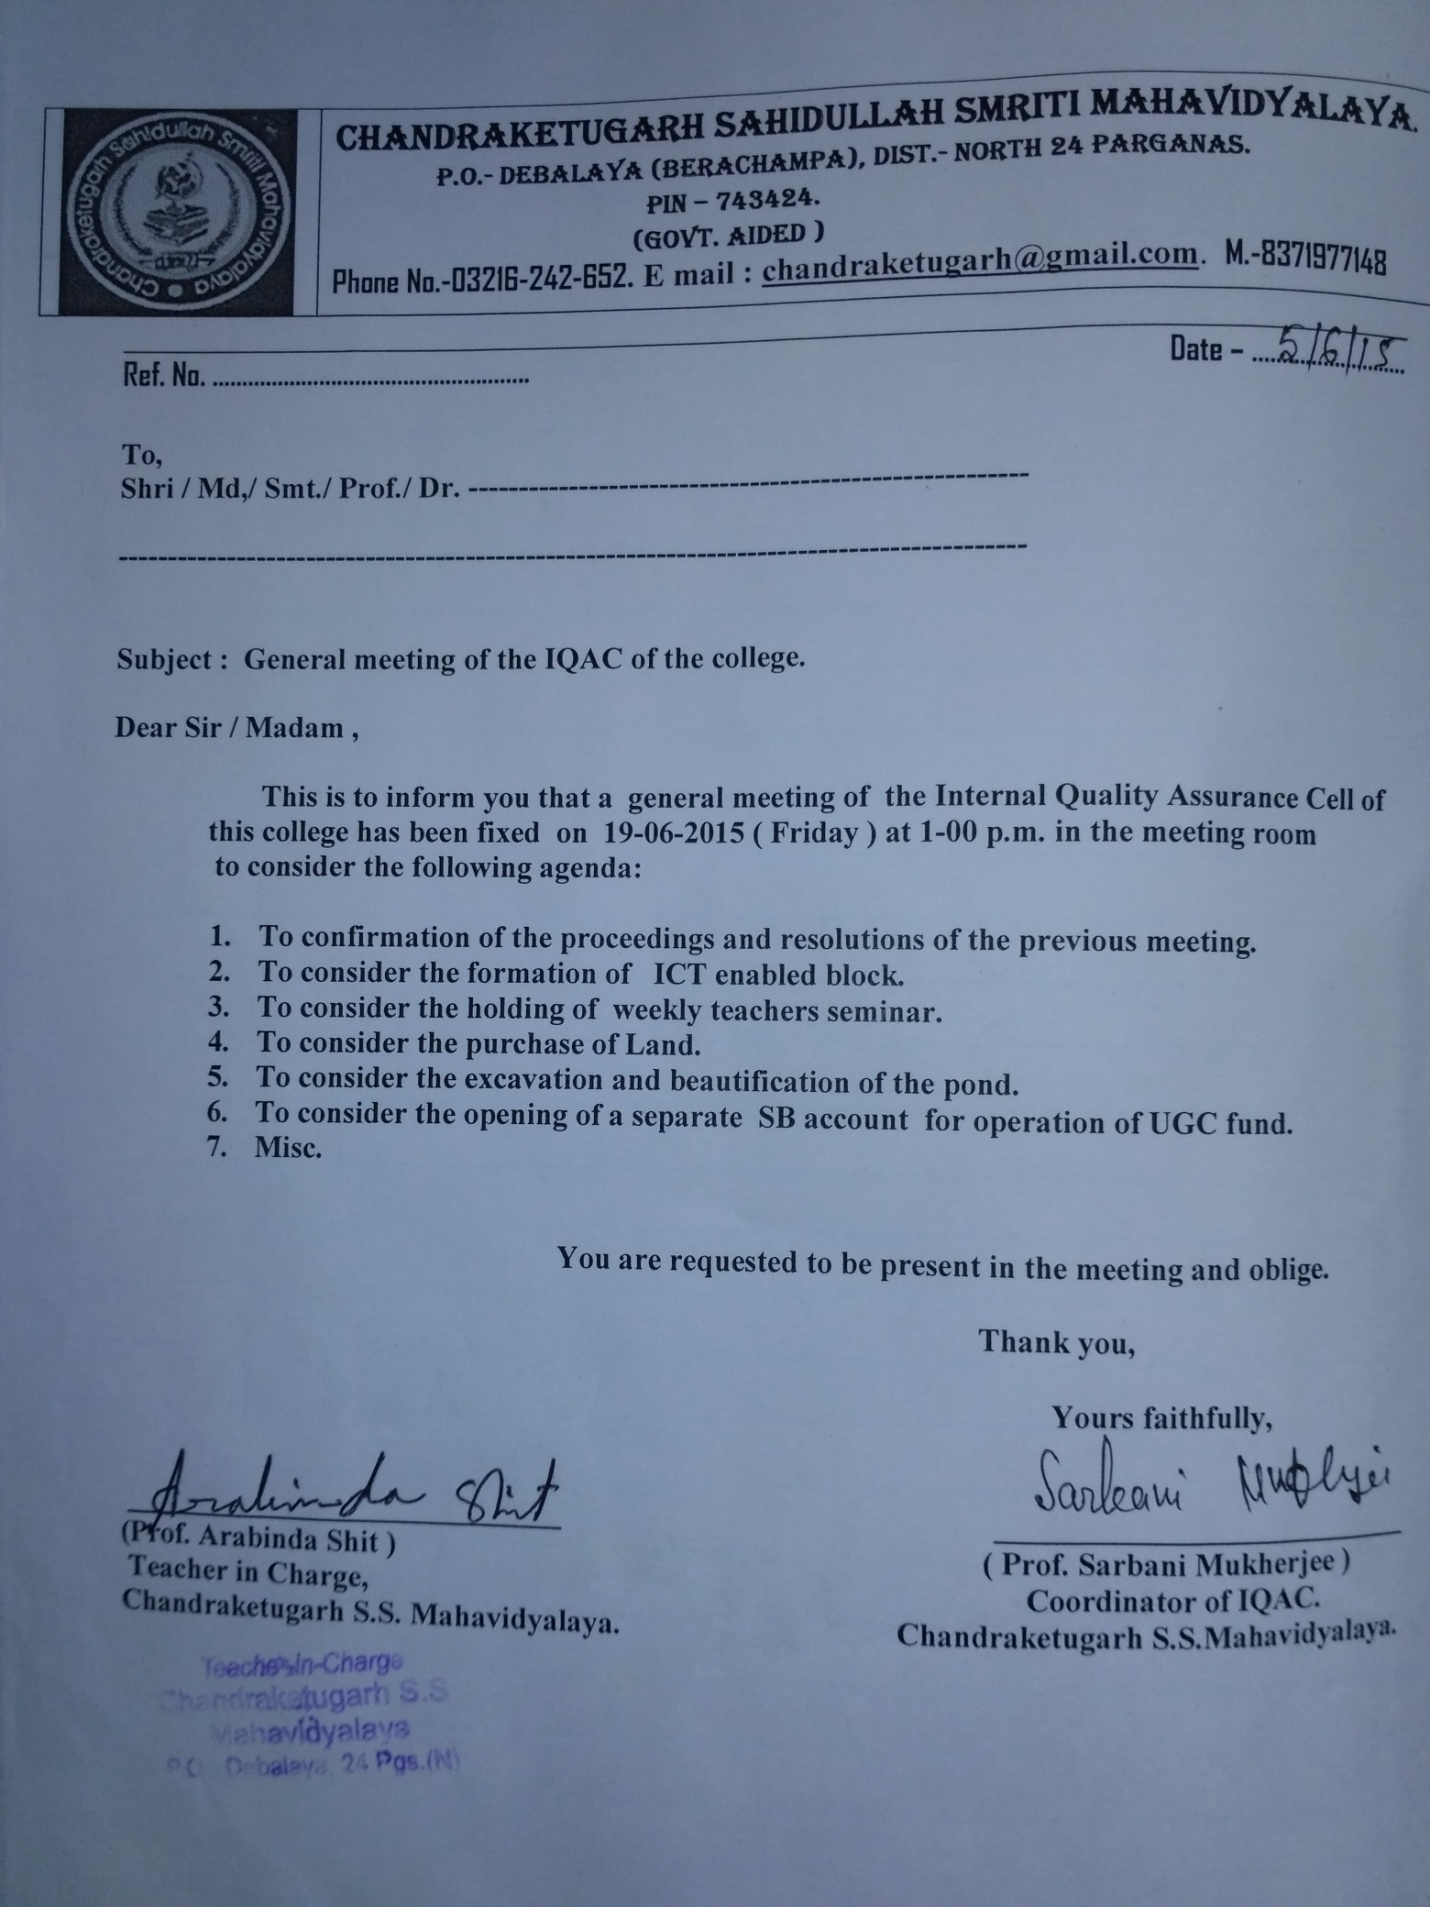 Chandraketugarh Sahidullah Smriti Mahavidyalaya
CHANDRAKETUGARH SAHIDULLAH SMRITI MAHAVIDYALAYA.
P.O.- DEBALAYA (BERACHAMPA), DIST.- NORTH 24 PARGANAS.
PIN – 743424.
(GOVT. AIDED )
Phone No.-03216-242-652. E mail : chandraketugarh@gmail.com. M.-8371977148
Ref. No. ......................................................
Date – ....5/6/15....
To,
Shri / Md,/ Smt./ Prof./ Dr. --------------------------------------------------------
-------------------------------------------------------------------------------------------
Subject : General meeting of the IQAC of the college.
Dear Sir / Madam ,
This is to inform you that a general meeting of the Internal Quality Assurance Cell of
this college has been fixed on 19-06-2015 ( Friday ) at 1-00 p.m. in the meeting room
to consider the following agenda:
1. To confirmation of the proceedings and resolutions of the previous meeting.
2. To consider the formation of ICT enabled block.
3. To consider the holding of weekly teachers seminar.
4. To consider the purchase of Land.
5. To consider the excavation and beautification of the pond.
6. To consider the opening of a separate SB account for operation of UGC fund.
7. Misc.
You are requested to be present in the meeting and oblige.
Thank you,
Yours faithfully,
Arabinda Shit
(Prof. Arabinda Shit )
Teacher in Charge,
Chandraketugarh S.S. Mahavidyalaya.
Sarbani Mukherjee
( Prof. Sarbani Mukherjee )
Coordinator of IQAC.
Chandraketugarh S.S.Mahavidyalaya.
Teacher-In-Charge
Chandraketugarh S.S
Mahavidyalaya
P.O Debalaya, 24 Pgs.(N)